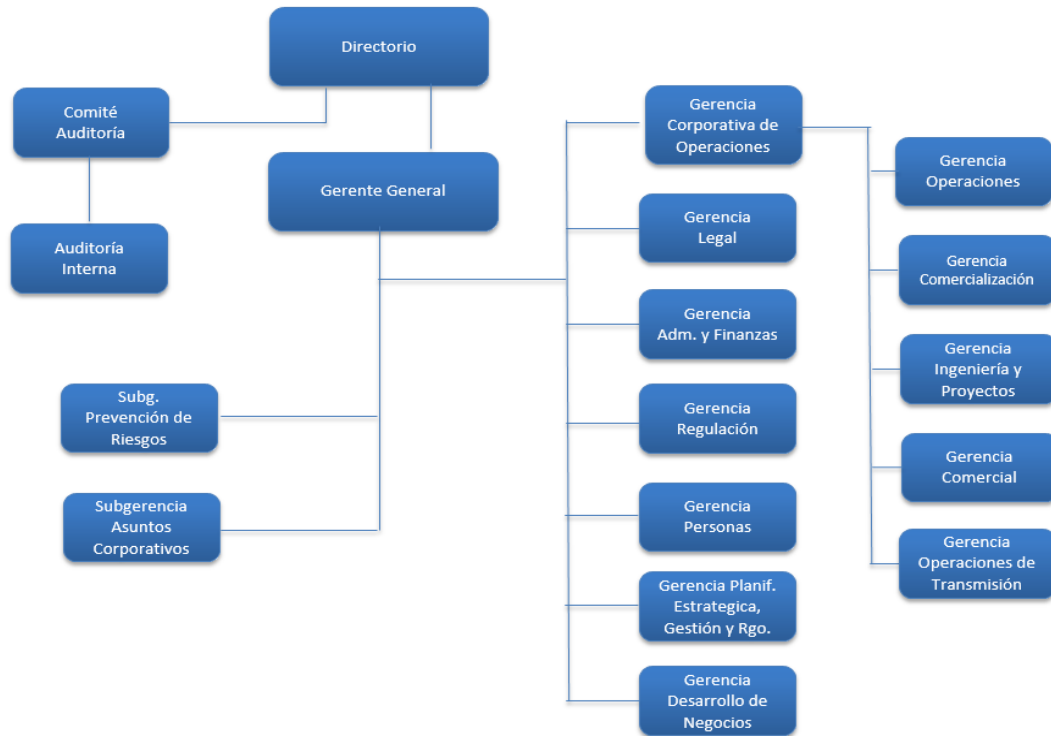 Directorio
Comité
Auditoría
Auditoría
Interna
Gerente General
Subg.
Prevención de
Riesgos
Subgerencia
Asuntos
Corporativos
Gerencia
Corporativa de
Operaciones
Gerencia
Legal
Gerencia
Adm. y Finanzas
Gerencia
Regulación
Gerencia
Personas
Gerencia Planif.
Estrategica,
Gestión y Rgo.
Gerencia
Desarrollo de
Negocios
Gerencia
Operaciones
Gerencia
Comercialización
Gerencia
Ingeniería y
Proyectos
Gerencia
Comercial
Gerencia
Operaciones de
Transmisión